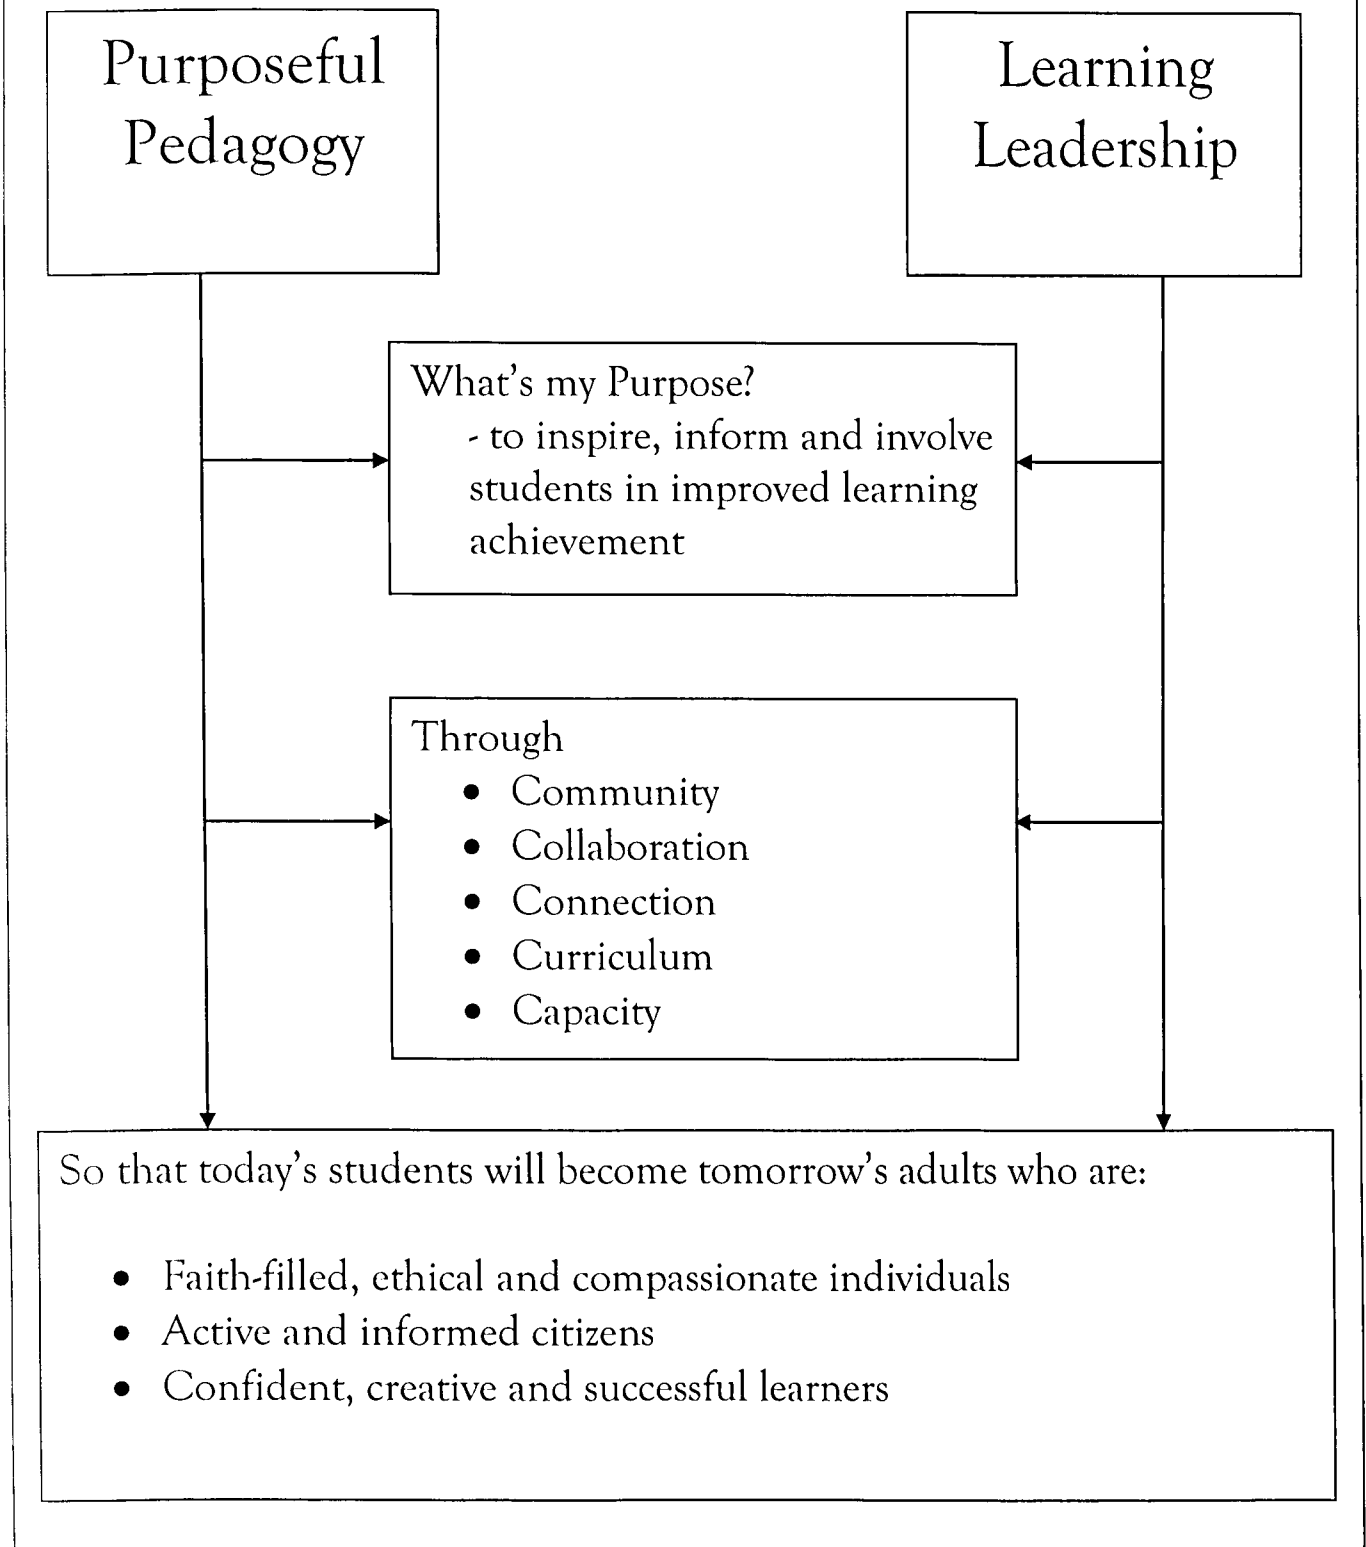 Purposeful
Pedagogy
Learning
Leadership
What's my Purpose?
- to inspire, inform and involve
students in improved learning
achievement
Through
• Community
• Collaboration
• Connection
• Curriculum
• Capacity
So that today's students will become tomorrow's adults who are:
• Faith-filled, ethical and compassionate individuals
• Active and informed citizens
• Confident, creative and successful learners